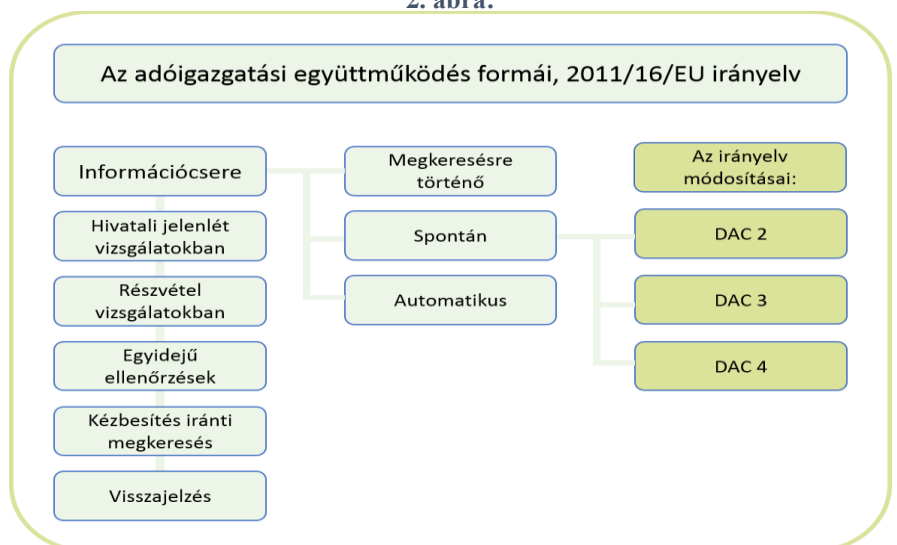 2. ábra.
Az adóigazgatási együttműködés formái, 2011/16/EU irányelv
Információcsere
Hivatali jelenlét
vizsgálatokban
Részvétel
vizsgálatokban
Egyidejű
ellenőrzések
Kézbesítés iránti
megkeresés
Visszajelzés
Megkeresésre
történő
Spontán
Automatikus
Az irányelv
módosításai:
DAC 2
DAC 3
DAC 4